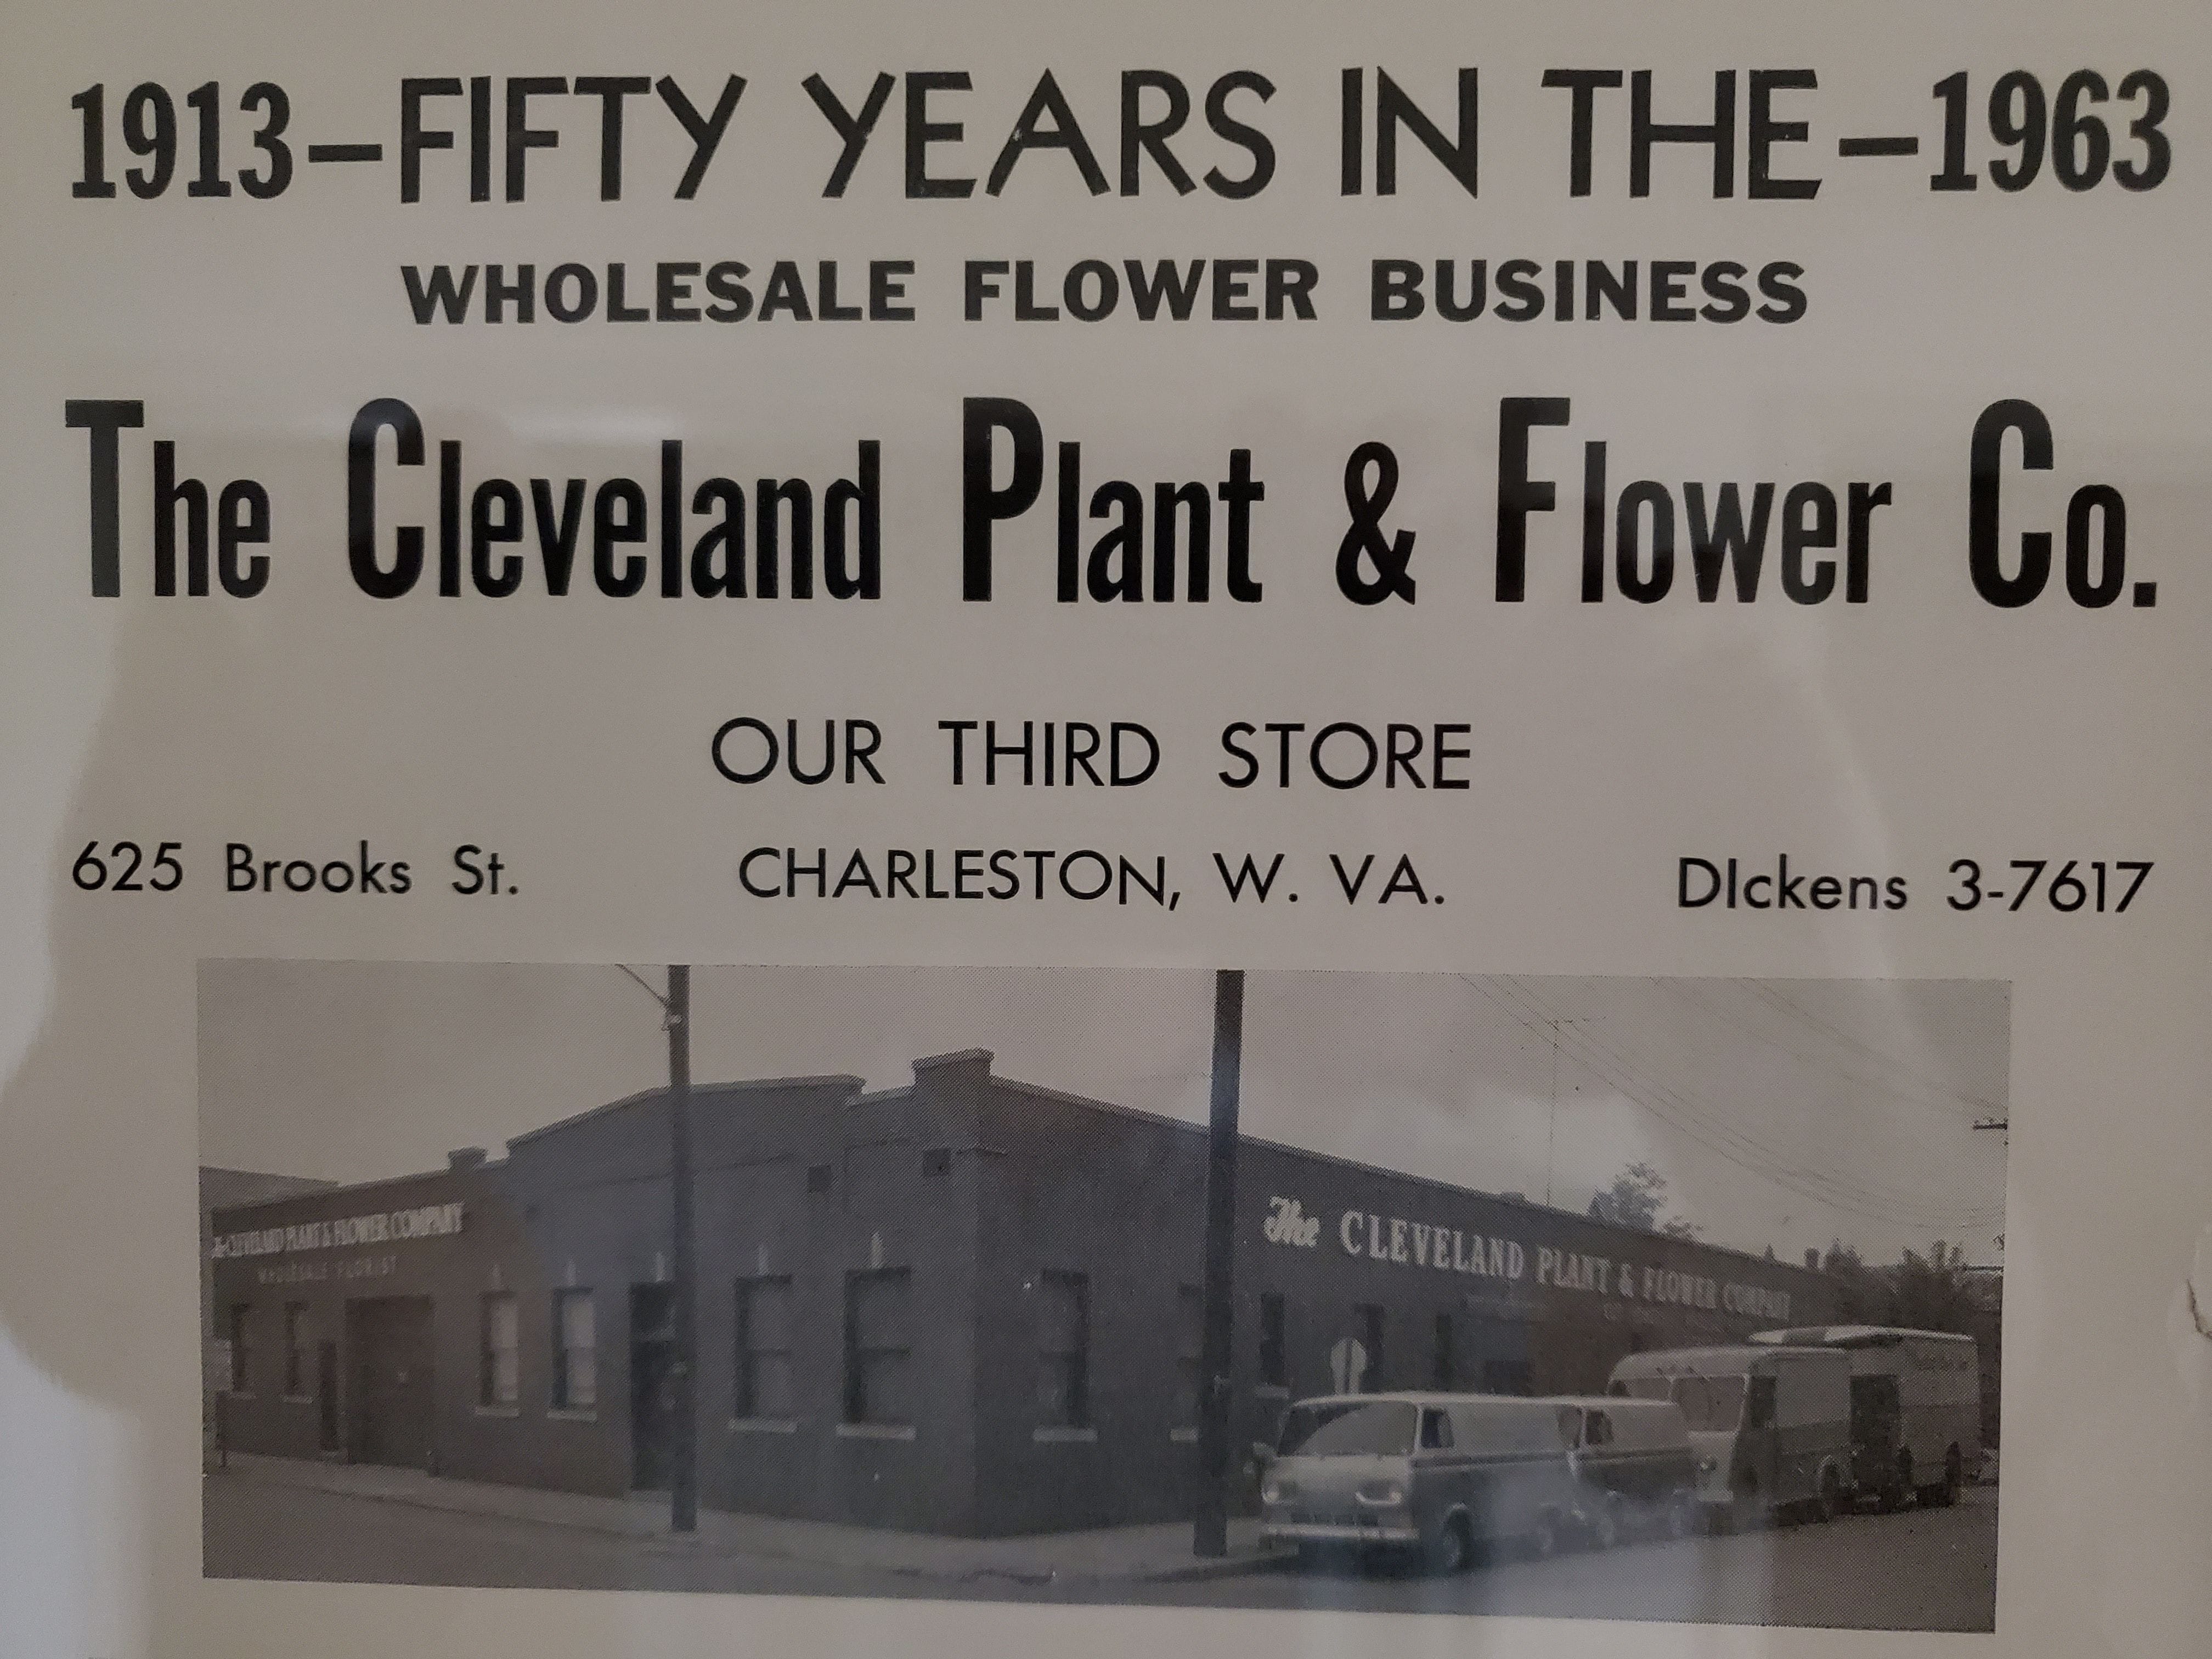 1913–FIFTY YEARS IN THE–1963
WHOLESALE FLOWER BUSINESS
The Cleveland Plant & Flower Co.
OUR THIRD STORE
625 Brooks St. CHARLESTON, W. VA. DIckens 3-7617
The CLEVELAND PLANT & FLOWER COMPANY
WHOLESALE FLORIST
The CLEVELAND PLANT & FLOWER COMPANY